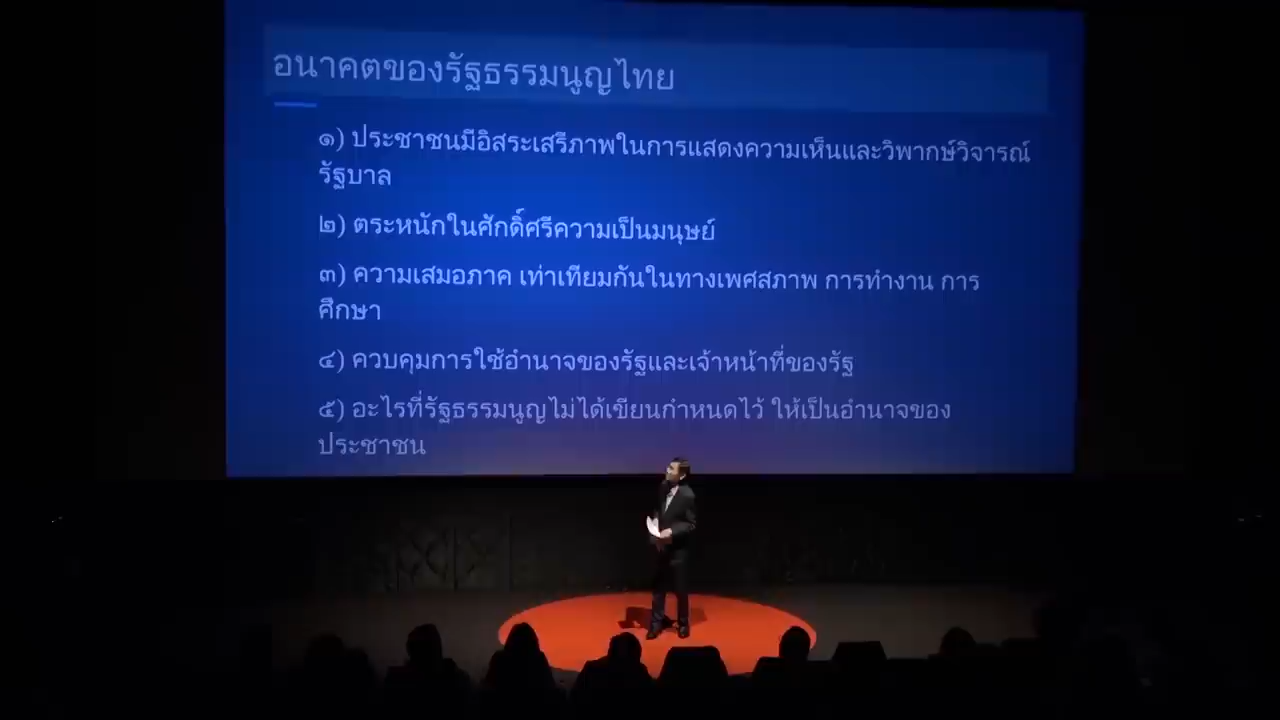 อนาคตของรัฐธรรมนูญไทย
๑) ประชาชนมีอิสระเสรีภาพในการแสดงความเห็นและวิพากษ์วิจารณ์
รัฐบาล
๒) ตระหนักในศักดิ์ศรีความเป็นมนุษย์
๓) ความเสมอภาค เท่าเทียมกันในทางเพศสภาพ การทำงาน การ
ศึกษา
๔) ควบคุมการใช้อำนาจของรัฐและเจ้าหน้าที่ของรัฐ
๕) อะไรที่รัฐธรรมนูญไม่ได้เขียนกำหนดไว้ ให้เป็นอำนาจของ
ประชาชน